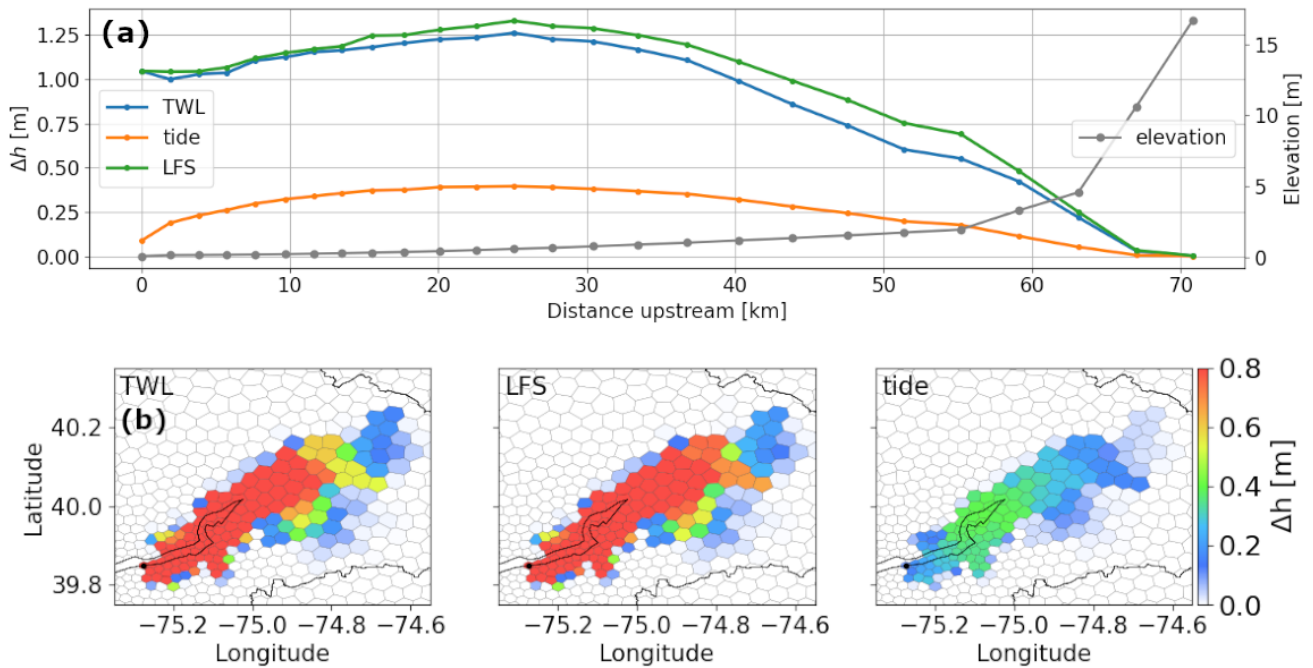 (a)
1.25
1.00
0.75
0.50
0.25
0.00
Δh [m]
TWL
tide
LFS
elevation
15
10
5
0
Elevation [m]
0 10 20 30 40 50 60 70
Distance upstream [km]
TWL
(b)
LFS
tide
40.2
40.0
39.8
Latitude
−75.2 −75.0 −74.8 −74.6
Longitude
−75.2 −75.0 −74.8 −74.6
Longitude
−75.2 −75.0 −74.8 −74.6
Longitude
0.8
0.6
0.4
0.2
0.0
Δh [m]